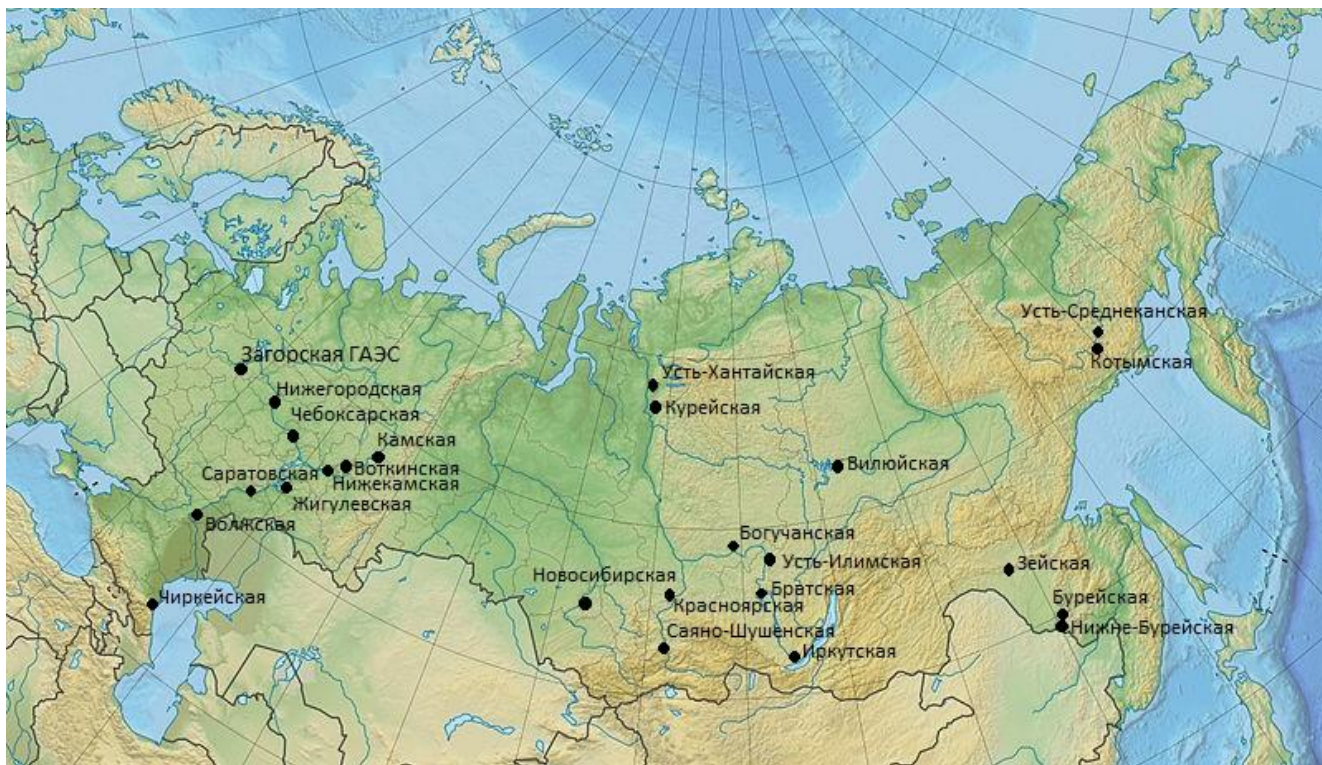 Усть-Среднеканская
Котымская
Загорская ГАЭС
Усть-Хантайская
Нижегородская
Курейская
Чебоксарская
Камская
Саратовская
Воткинская
Вилюйская
Нижекамская
Жигулевская
Волжская
Богучанская
Усть-Илимская
Зейская
Новосибирская
Братская
Чиркейская
Красноярская
Бурейская
Саяно-Шушенская
Нижне-Бурейская
Иркутская